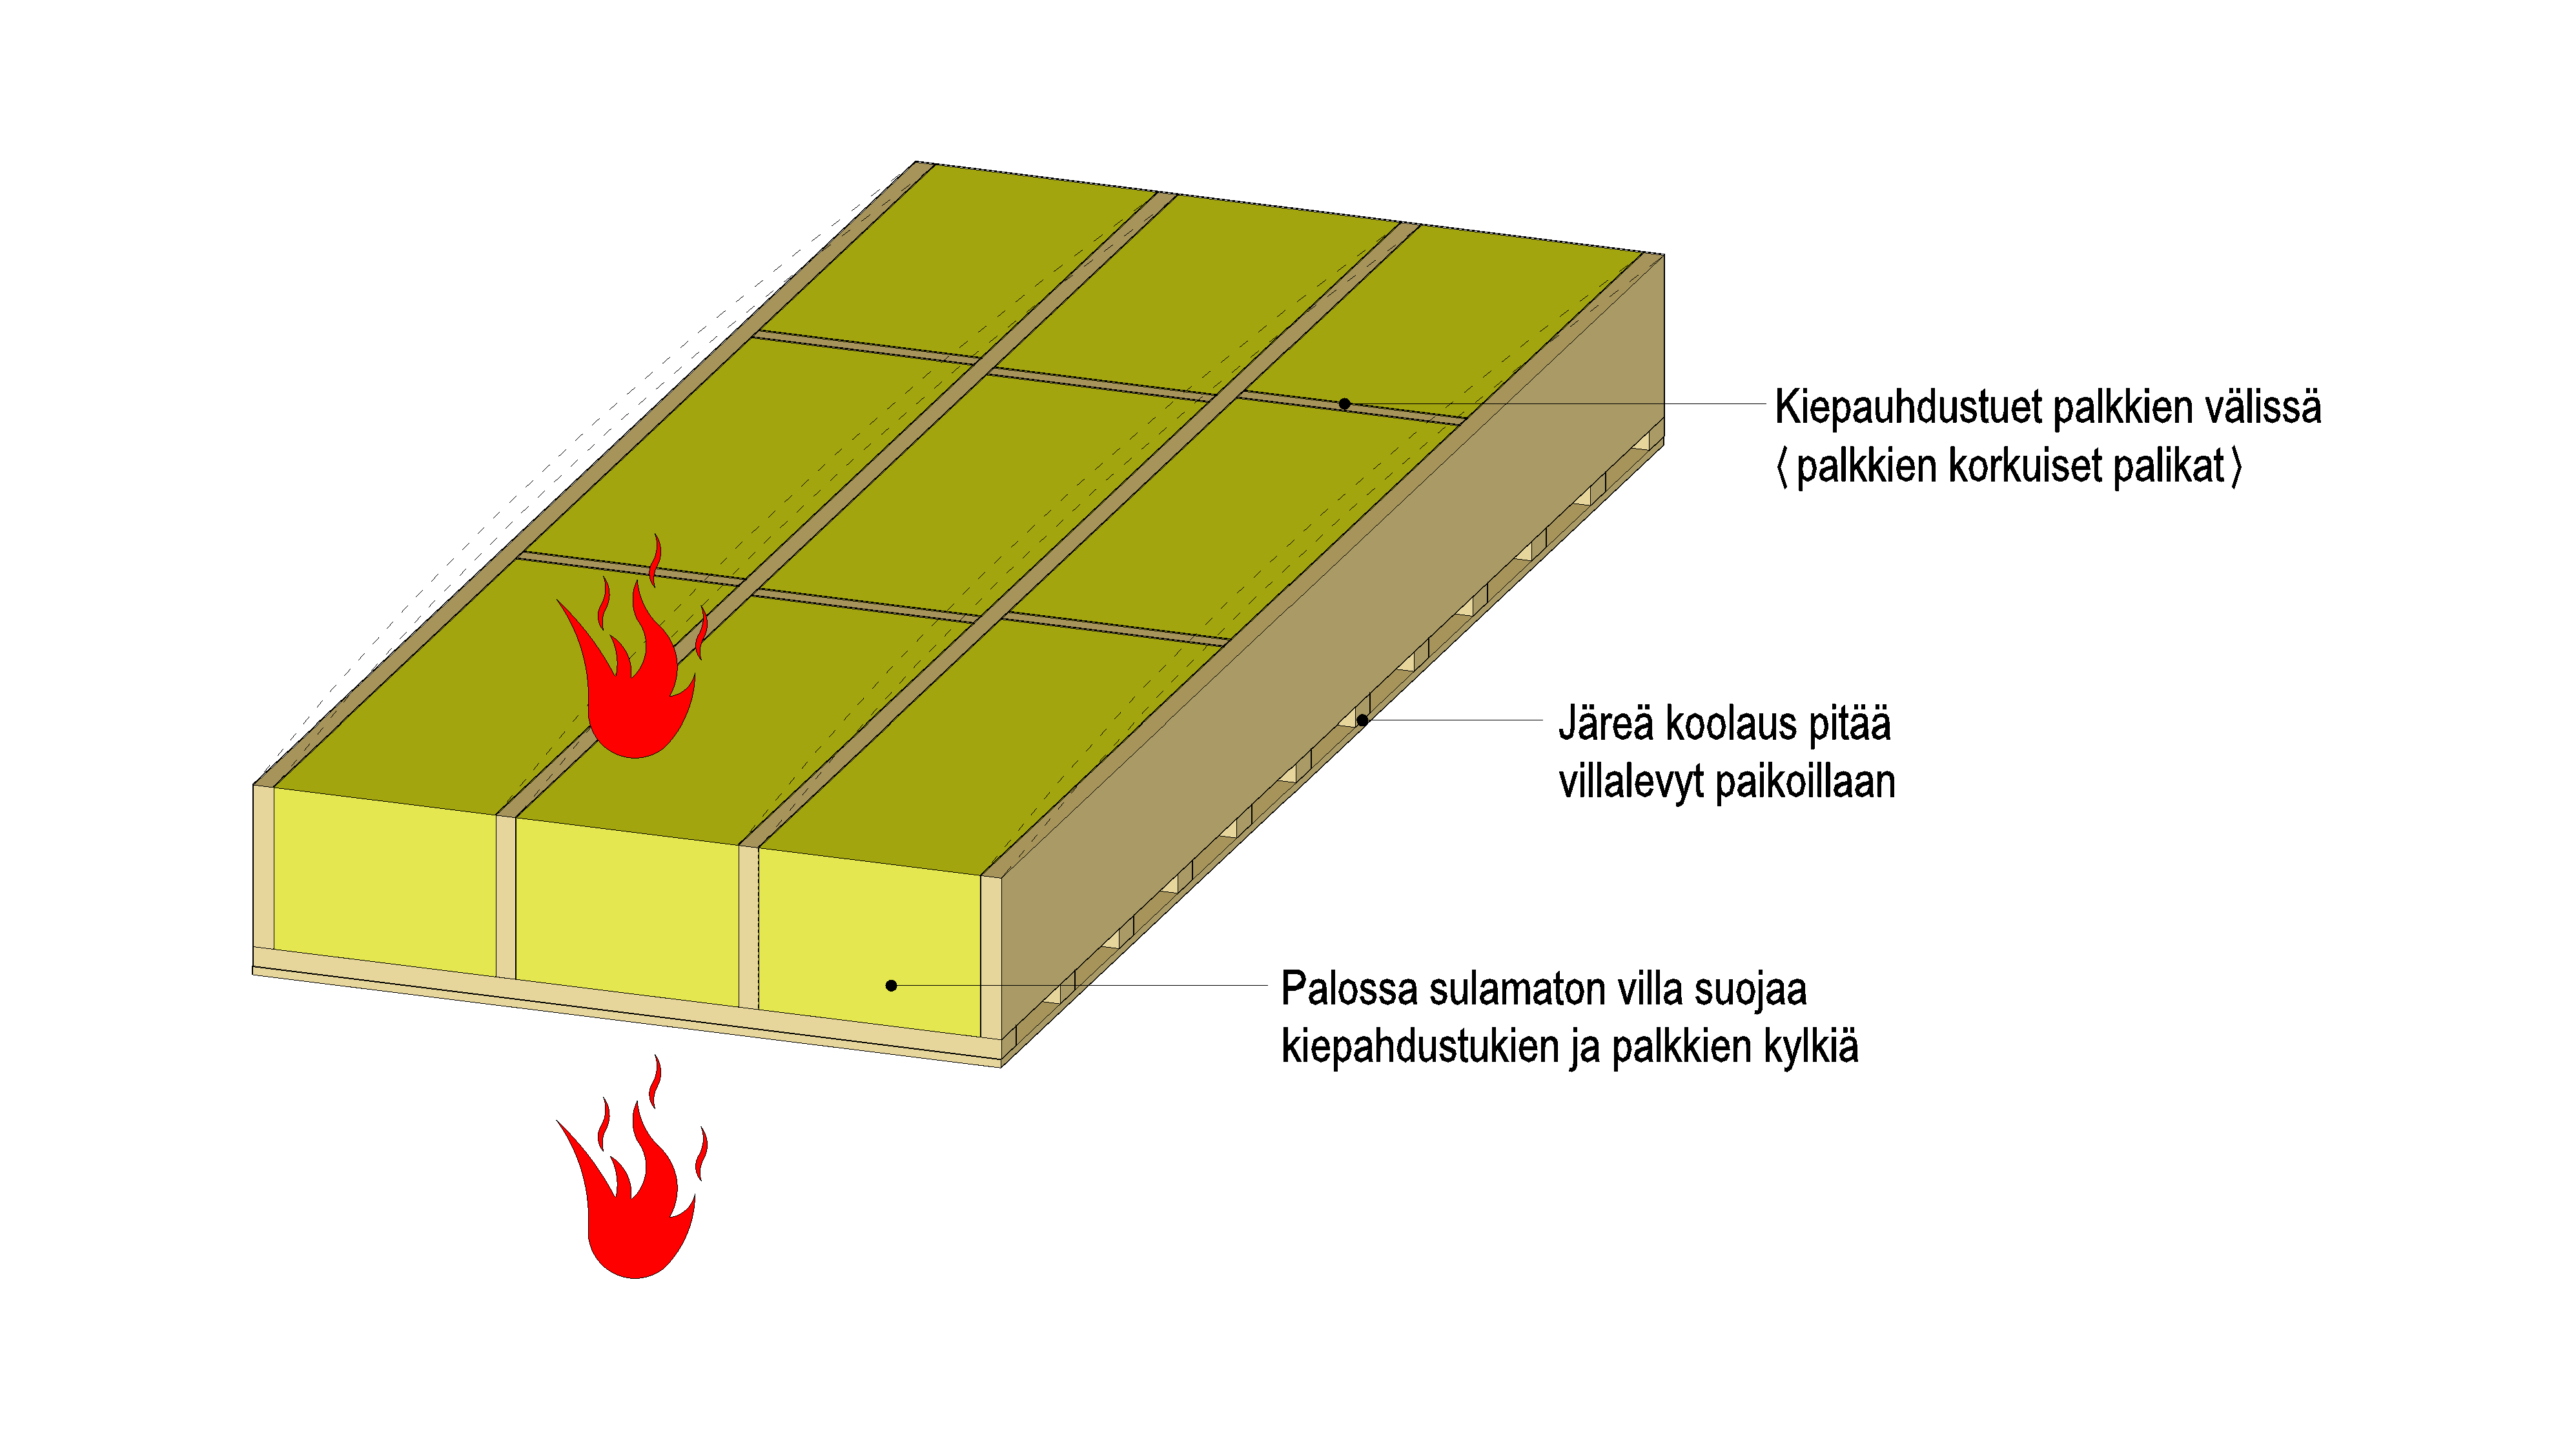 Kiepauhdustuet palkkien välissä
⟨palkkien korkuiset palikat⟩
Järeä koolaus pitää
villalevyt paikoillaan
Palossa sulamaton villa suojaa
kiepahdustukien ja palkkien kylkiä